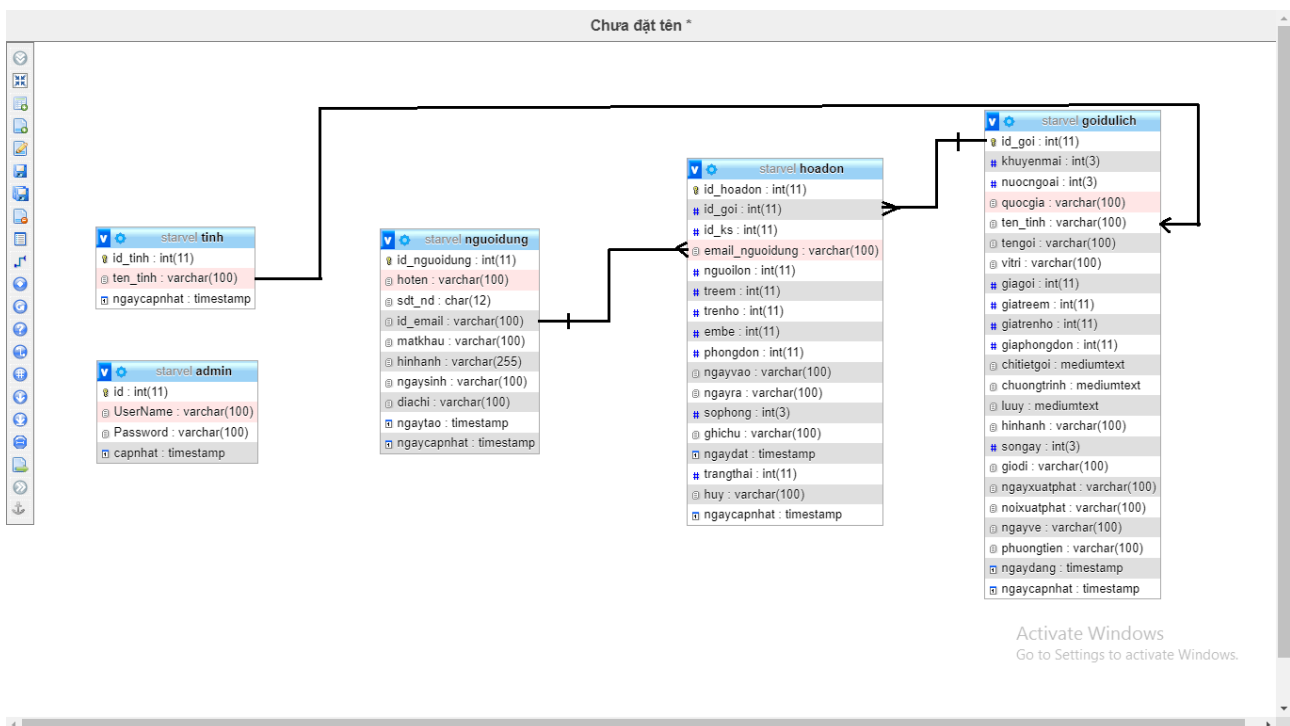 Chưa đặt tên *
starvel tinh
id_tinh : int(11)
ten_tinh : varchar(100)
ngaycapnhat : timestamp
starvel admin
id : int(11)
UserName : varchar(100)
Password : varchar(100)
capnhat : timestamp
starvel nguoidung
id_nguoidung : int(11)
hoten : varchar(100)
sdt_nd : char(12)
id_email : varchar(100)
matkhau : varchar(100)
hinhanh : varchar(255)
ngaysinh : varchar(100)
diachi : varchar(100)
ngaytao : timestamp
ngaycapnhat : timestamp
starvel hoadon
id_hoadon : int(11)
id_goi : int(11)
id_ks : int(11)
email_nguoidung : varchar(100)
nguoilon : int(11)
treem : int(11)
trenho : int(11)
embe : int(11)
phongdon : int(11)
ngayvao : varchar(100)
ngayra : varchar(100)
sophong : int(3)
ghichu : varchar(100)
ngaydat : timestamp
trangthai : int(11)
huy : varchar(100)
ngaycapnhat : timestamp
starvel goidulich
id_goi : int(11)
khuyenmai : int(3)
nuocngoai : int(3)
quocgia : varchar(100)
ten_tinh : varchar(100)
tengoi : varchar(100)
vitri : varchar(100)
giagoi : int(11)
giatreem : int(11)
giatrenho : int(11)
giaphongdon : int(11)
chitietgoi : mediumtext
chuongtrinh : mediumtext
luuy : mediumtext
hinhanh : varchar(100)
songay : int(3)
giodi : varchar(100)
ngayxuatphat : varchar(100)
noixuatphat : varchar(100)
ngayve : varchar(100)
phuongtien : varchar(100)
ngaydang : timestamp
ngaycapnhat : timestamp
Activate Windows
Go to Settings to activate Windows.